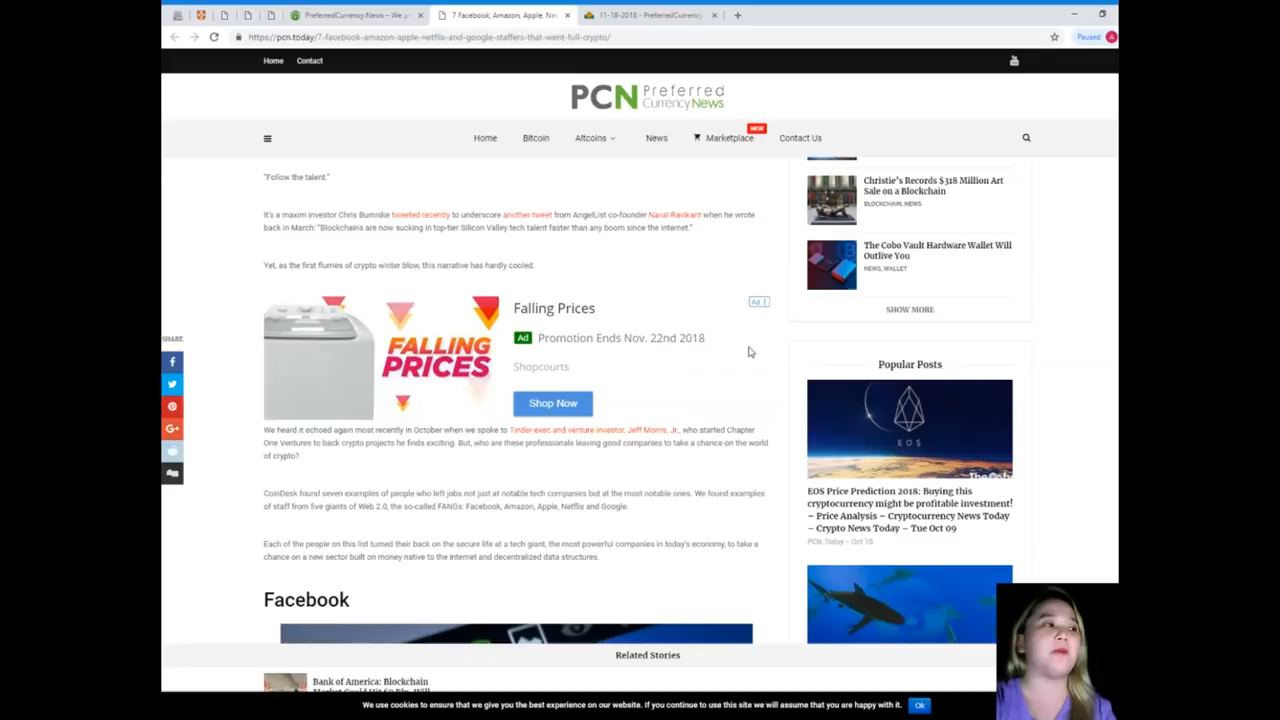 PreferredCurrency.News – We p
7 Facebook, Amazon, Apple, Ne
11-18-2018 - PreferredCurrency
https://pcn.today/7-facebook-amazon-apple-netflix-and-google-staffers-that-went-full-crypto/
Paused
A
Home
Contact
PCN Preferred
Currency News
Home
Bitcoin
Altcoins
News
Marketplace
NEW
Contact Us
"Follow the talent."
It's a maxim investor Chris Burniske tweeted recently to underscore another tweet from AngelList co-founder Naval Ravikant when he wrote
back in March: "Blockchains are now sucking in top-tier Silicon Valley tech talent faster than any boom since the internet."
Yet, as the first flurries of crypto winter blow, this narrative has hardly cooled.
FALLING
PRICES
Falling Prices
Ad
Ad Promotion Ends Nov. 22nd 2018
Shopcourts
Shop Now
SHARE
We heard it echoed again most recently in October when we spoke to Tinder exec and venture investor, Jeff Morris, Jr., who started Chapter
One Ventures to back crypto projects he finds exciting. But, who are these professionale leaving good companies to take a chance on the world
of crypto?
CoinDesk found seven examples of people who left jobs not just at notable tech companies but at the most notable ones. We found examples
of staff from five giants of Web 2.0, the so-called FANGs: Facebook, Amazon, Apple, Netflix and Google.
Each of the people on this list turned their back on the secure life at a tech giant, the most powerful companies in today's economy, to take a
chance on a new sector built on money native to the internet and decentralized data structures.
Facebook
Christie's Records $318 Million Art
Sale on a Blockchain
BLOCKCHAIN, NEWS
The Cobo Vault Hardware Wallet Will
Outlive You
NEWS, WALLET
SHOW MORE
Popular Posts
EOS
EOS Price Prediction 2018: Buying this
cryptocurrency might be profitable investment!
– Price Analysis – Cryptocurrency News Today
– Crypto News Today – Tue Oct 09
PCN.Today - Oct 18
Related Stories
Bank of America: Blockchain
We use cookies to ensure that we give you the best experience on our website. If you continue to use this site we will assume that you are happy with it.
Ok